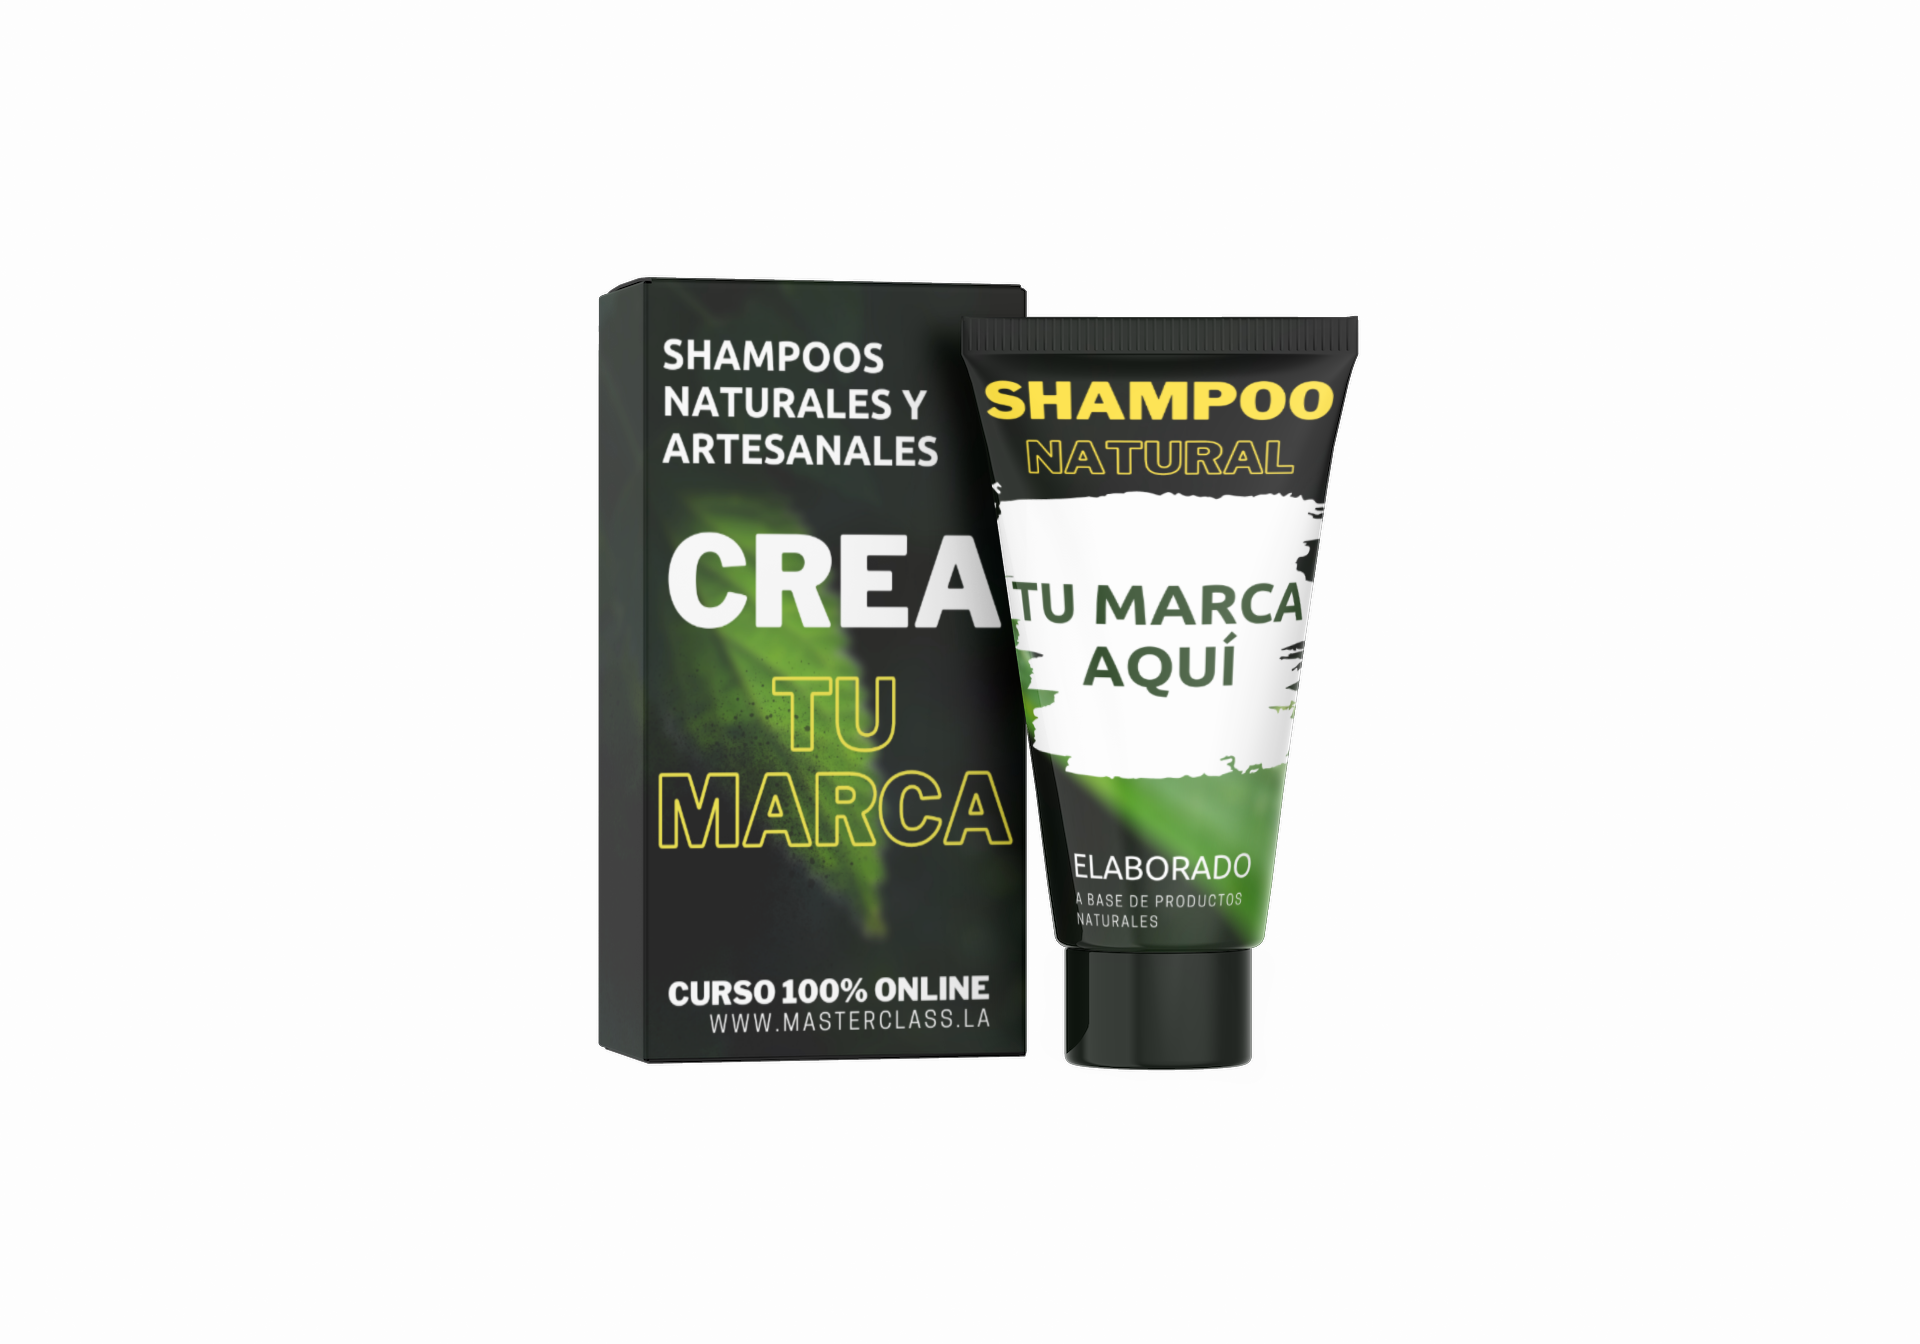 SHAMPOOS
NATURALES Y
ARTESANALES
CREA
TU
MARCA
CURSO 100% ONLINE
WWW.MASTERCLASS.LA
SHAMPOO
NATURAL
TU MARCA
AQUÍ
ELABORADO
A BASE DE PRODUCTOS
NATURALES